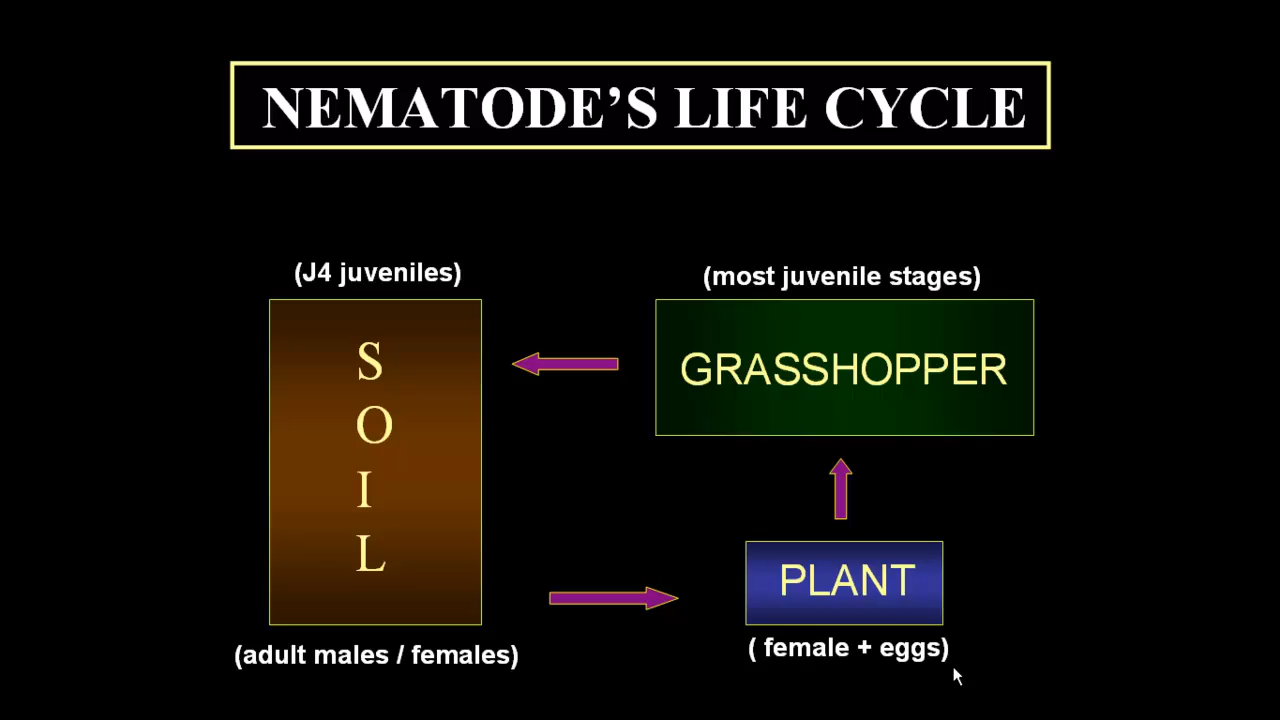 NEMATODE’S LIFE CYCLE
(J4 juveniles)
(most juvenile stages)
S
O
I
L
GRASSHOPPER
PLANT
(adult males / females)
( female + eggs)